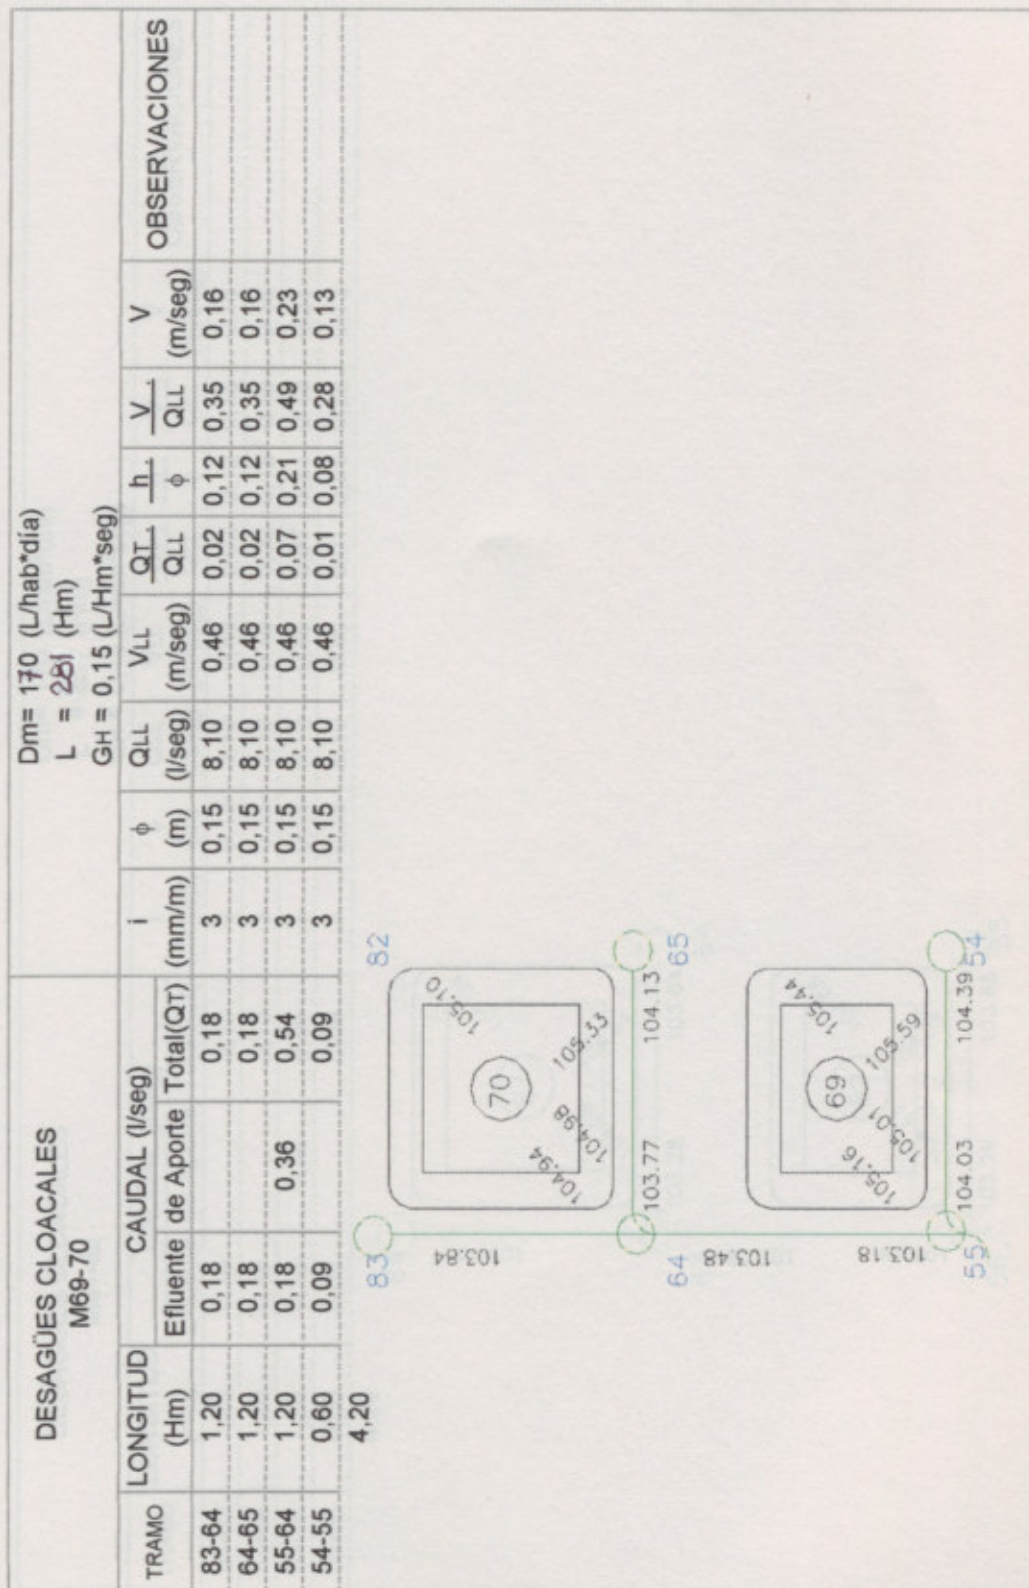 DESAGÜES CLOACALES
M69-70
Dm= 170 (L/hab*día)
L = 281 (Hm)
GH = 0,15 (L/Hm*seg)
TRAMO LONGITUD (Hm) CAUDAL (l/seg) Efluente de Aporte Total(QT) i (mm/m) ϕ (m) QLL (l/seg) VLL (m/seg) QT. QLL h. ϕ V. QLL V (m/seg) OBSERVACIONES
83-64 1,20 0,18 0,18 3 0,15 8,10 0,46 0,02 0,12 0,35 0,16
64-65 1,20 0,18 0,18 3 0,15 8,10 0,46 0,02 0,12 0,35 0,16
55-64 1,20 0,18 0,36 0,54 3 0,15 8,10 0,46 0,07 0,21 0,49 0,23
54-55 0,60 0,09 0,09 3 0,15 8,10 0,46 0,01 0,08 0,28 0,13
4,20
83 82
103.84
105.10
70
104.94 104.98 105.33
103.77 104.13
64 65
103.48
105.44
69
105.16 105.01 105.59
103.18
104.03 104.39
55 54